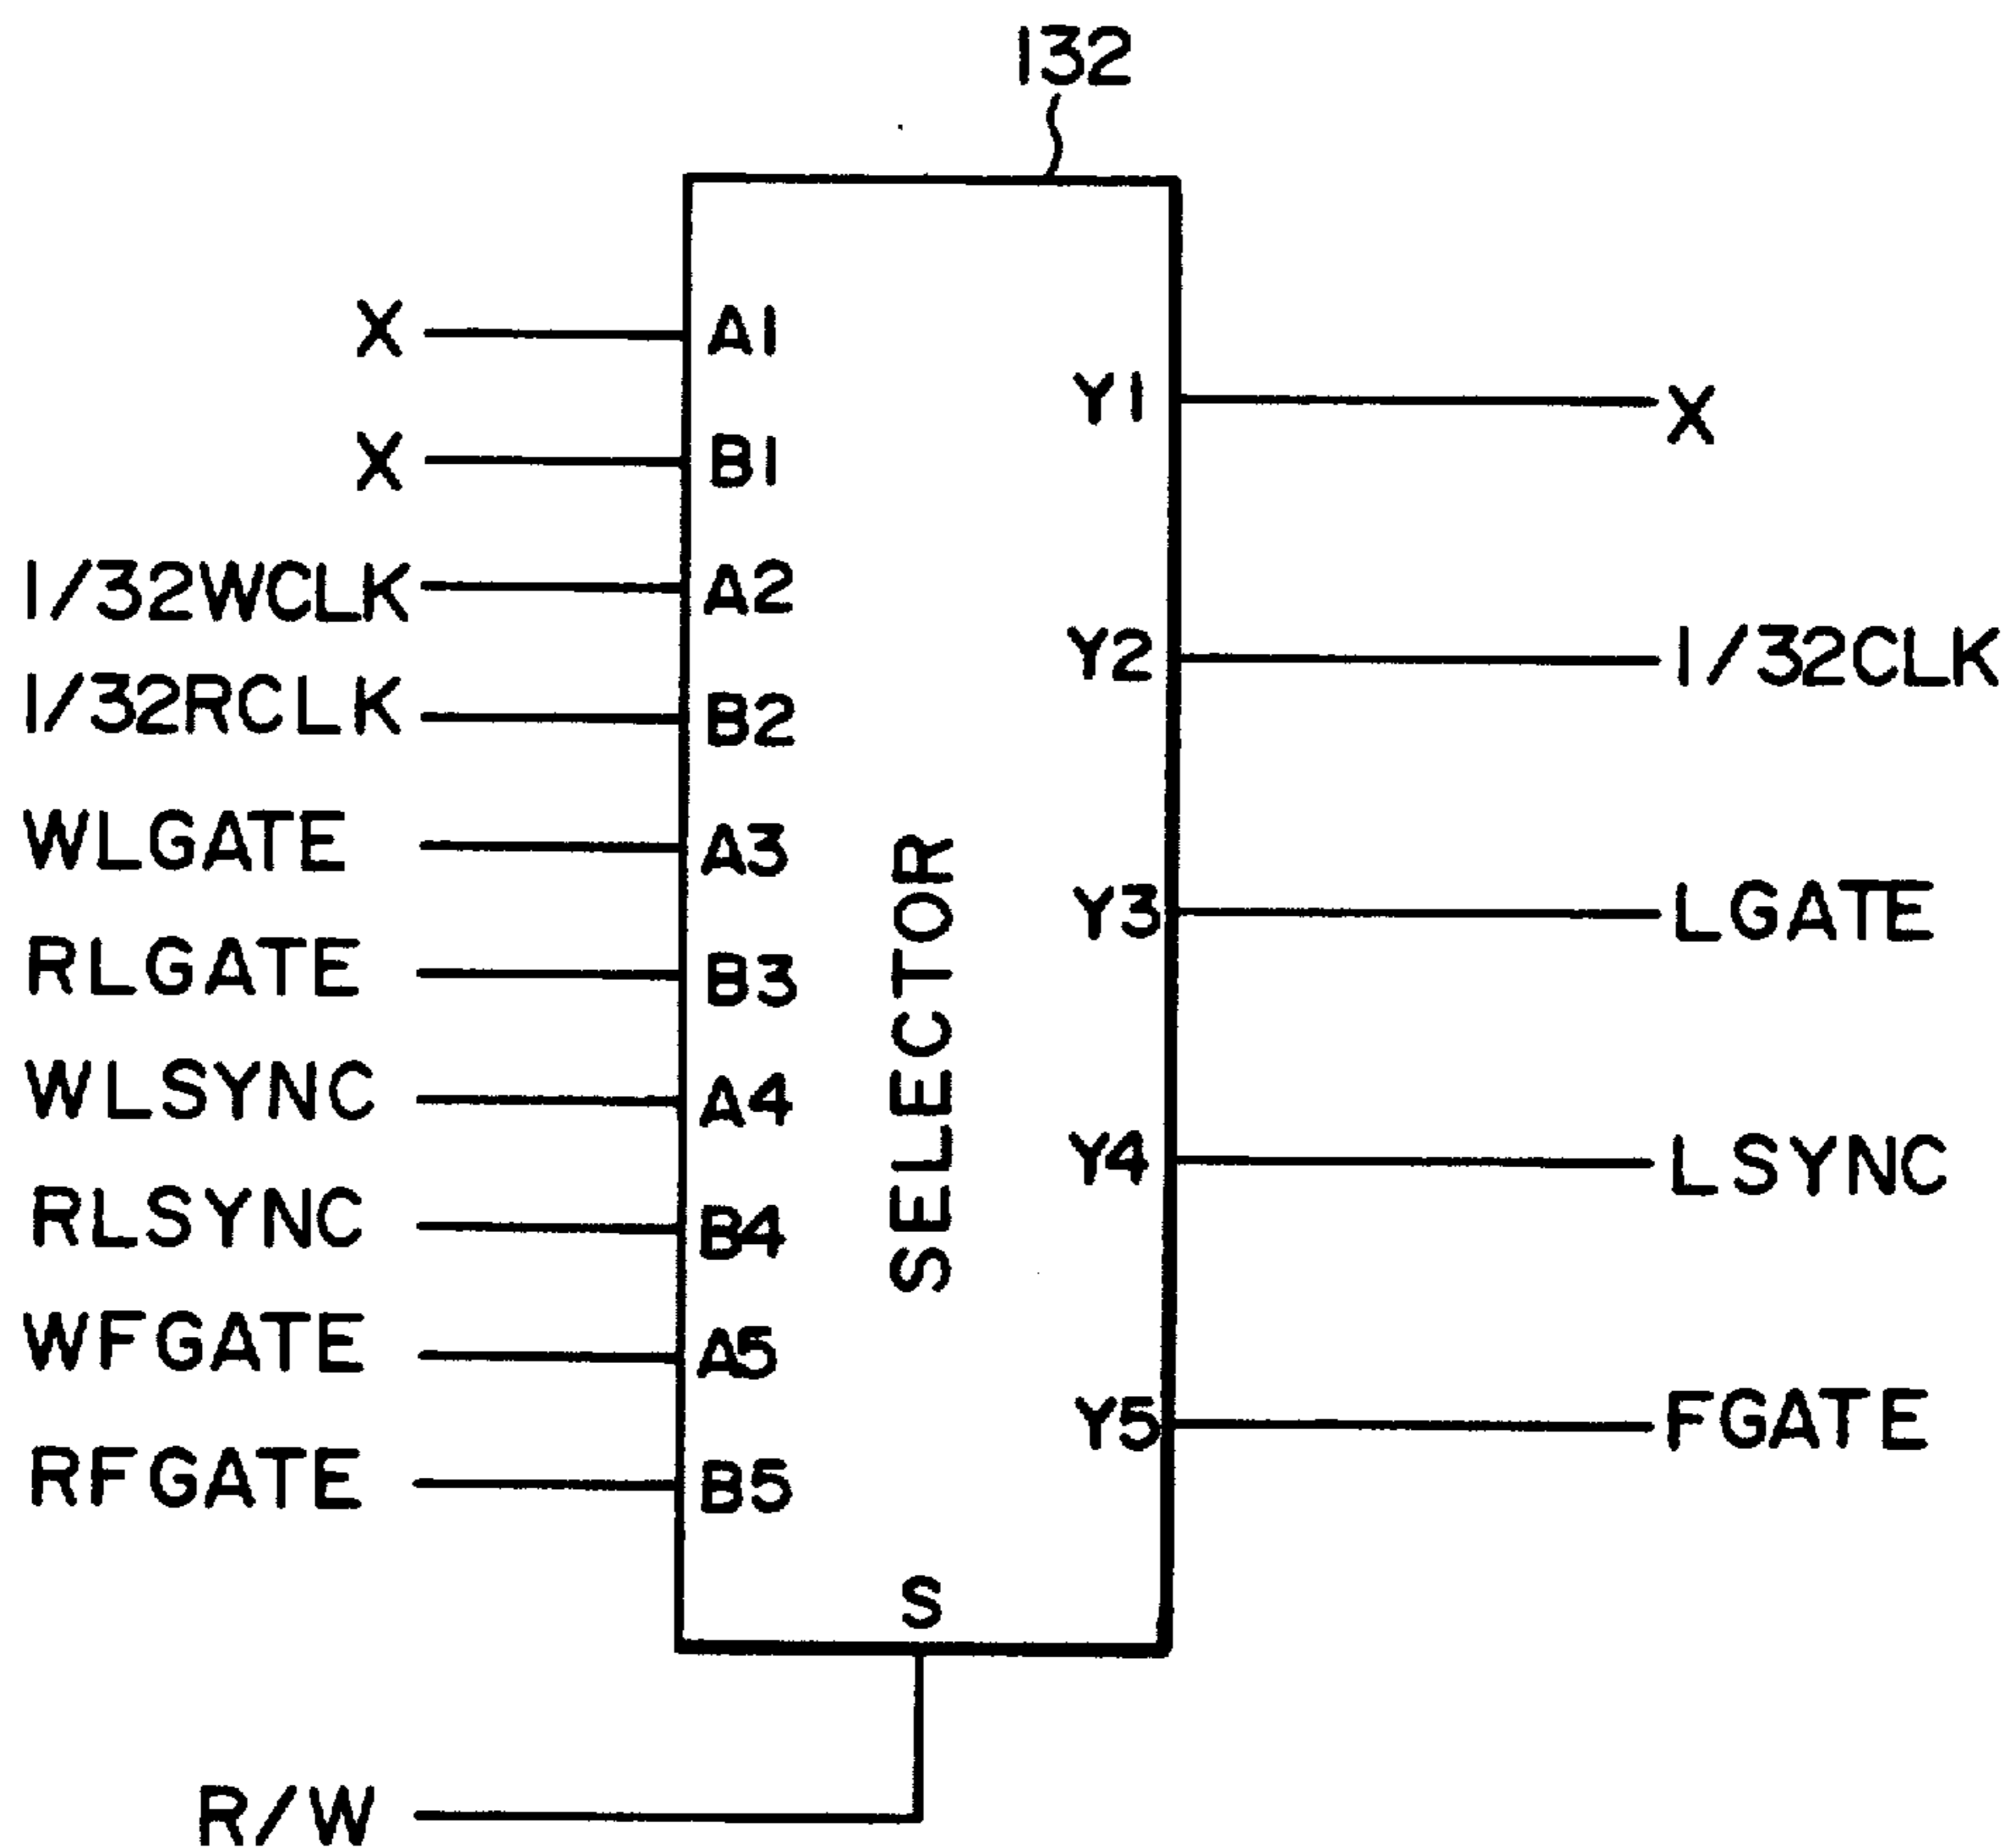 132
X A1
Y1 X
X B1
1/32WCLK A2
Y2 1/32CLK
1/32RCLK B2
WLGATE A3
Y3 LGATE
RLGATE B3
WLSYNC A4
Y4 LSYNC
RLSYNC B4
WFGATE A5
Y5 FGATE
RFGATE B5
SELECTOR
S
R/W